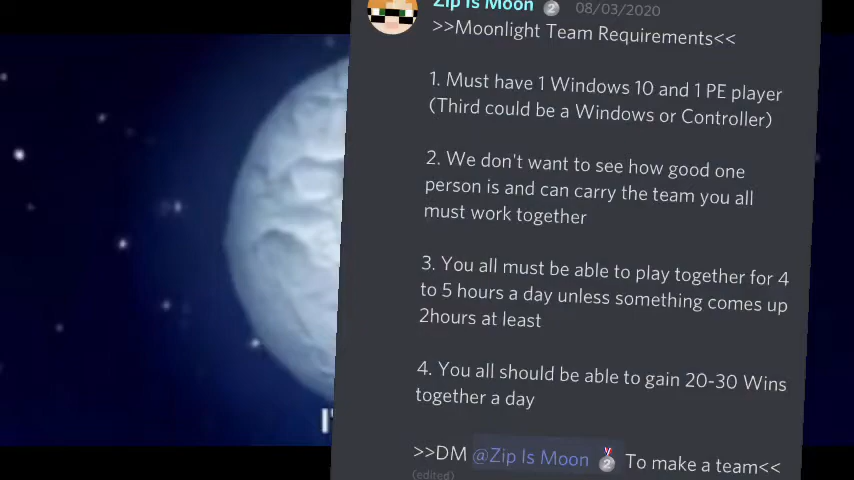 Zip Is Moon 2 08/03/2020
>>Moonlight Team Requirements<<
1. Must have 1 Windows 10 and 1 PE player
(Third could be a Windows or Controller)
2. We don't want to see how good one
person is and can carry the team you all
must work together
3. You all must be able to play together for 4
to 5 hours a day unless something comes up
2hours at least
4. You all should be able to gain 20-30 Wins
together a day
>>DM @Zip Is Moon 2 To make a team<<
(edited)